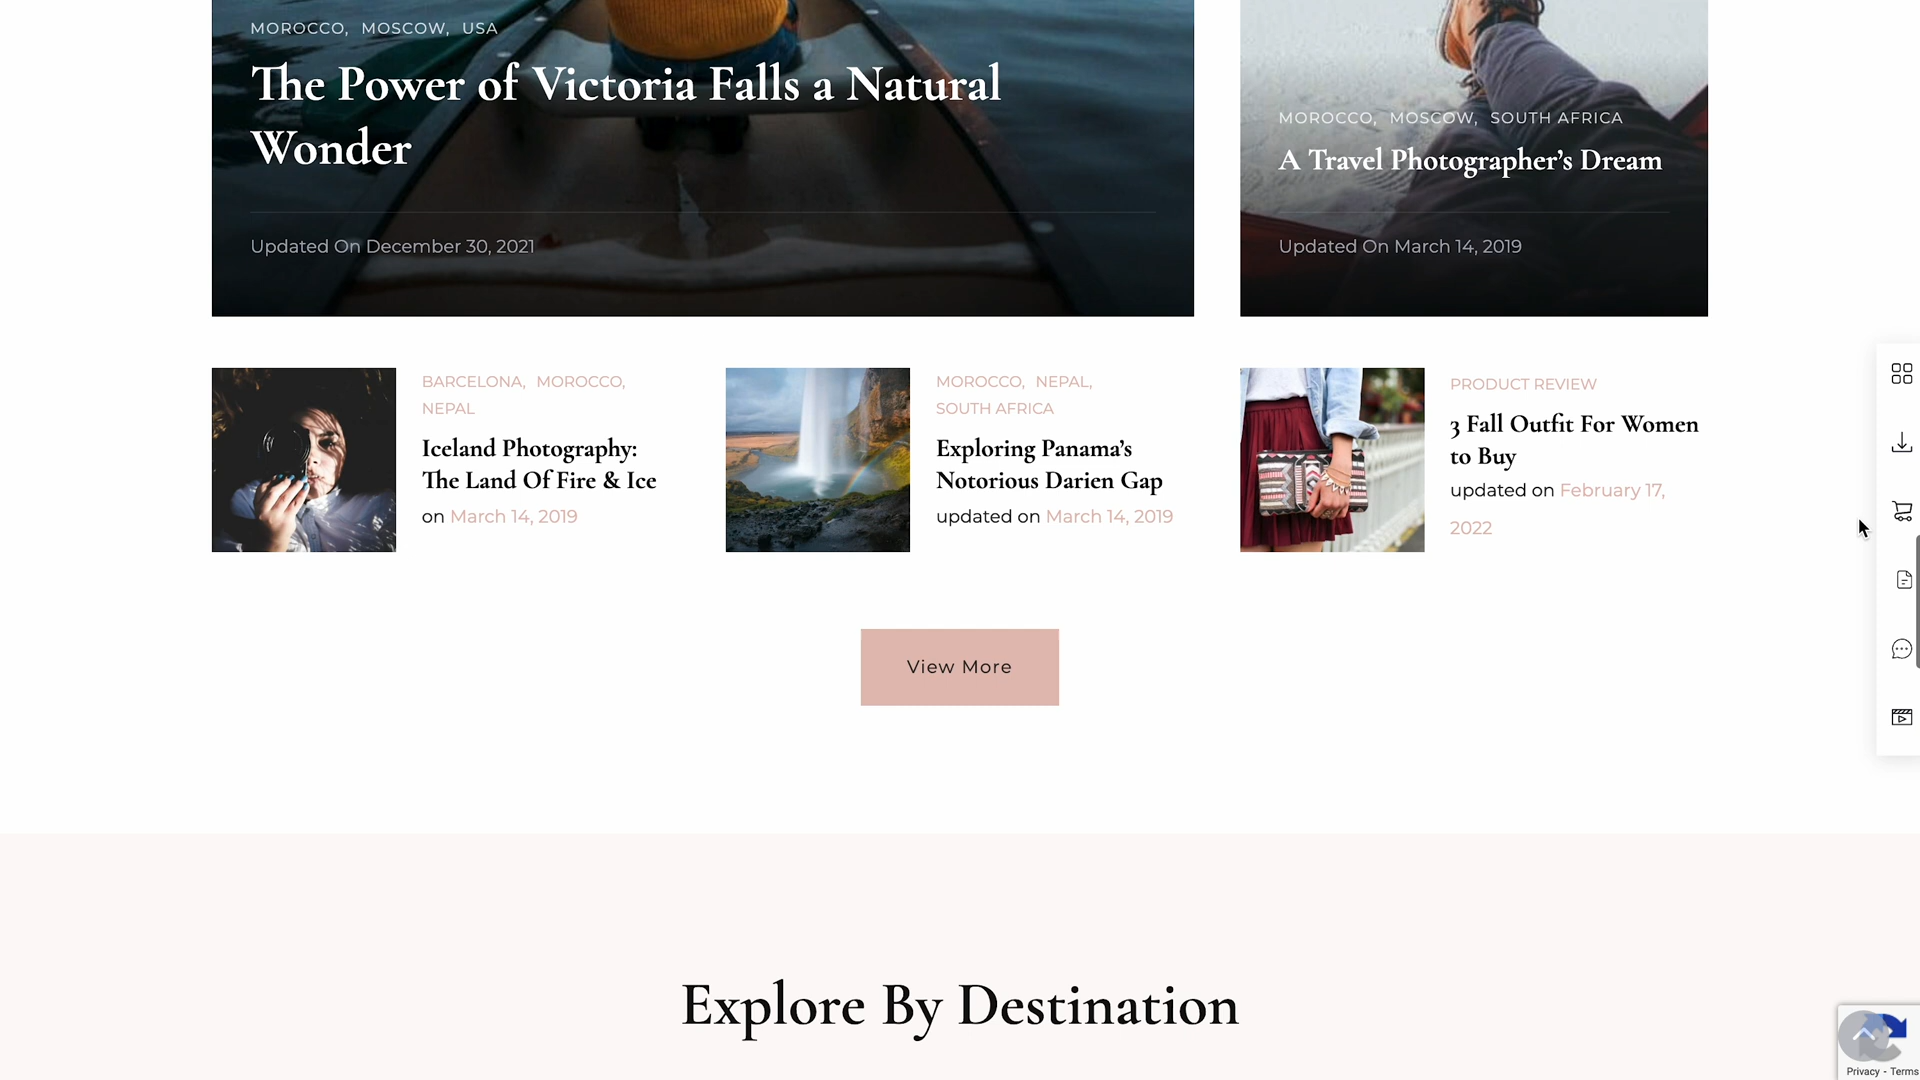 MOROCCO, MOSCOW, USA
The Power of Victoria Falls a Natural
Wonder
Updated On December 30, 2021
MOROCCO, MOSCOW, SOUTH AFRICA
A Travel Photographer’s Dream
Updated On March 14, 2019
BARCELONA, MOROCCO,
NEPAL
Iceland Photography:
The Land Of Fire & Ice
on March 14, 2019
MOROCCO, NEPAL,
SOUTH AFRICA
Exploring Panama’s
Notorious Darien Gap
updated on March 14, 2019
PRODUCT REVIEW
3 Fall Outfit For Women
to Buy
updated on February 17,
2022
View More
Explore By Destination
Privacy - Terms